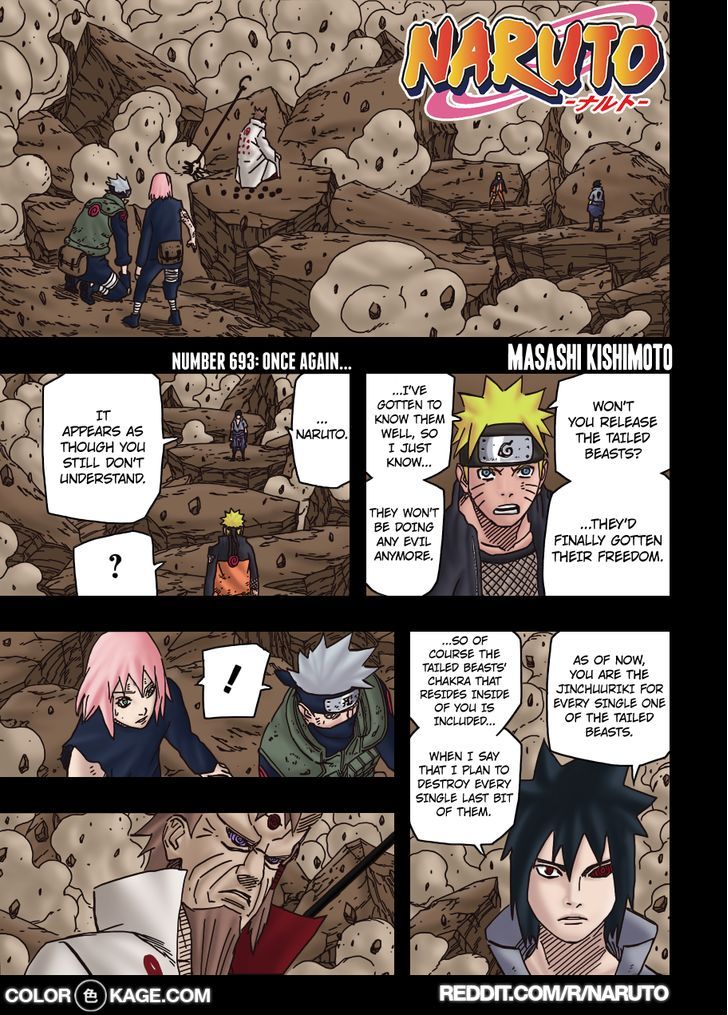 NARUTO
-ナルト-
NUMBER 693: ONCE AGAIN...
MASASHI KISHIMOTO
WON'T
YOU RELEASE
THE TAILED
BEASTS?
...THEY'D
FINALLY GOTTEN
THEIR FREEDOM.
...I'VE
GOTTEN TO
KNOW THEM
WELL, SO
I JUST
KNOW...
THEY WON'T
BE DOING
ANY EVIL
ANYMORE.
...
NARUTO.
IT
APPEARS AS
THOUGH YOU
STILL DON'T
UNDERSTAND.
?
AS OF NOW,
YOU ARE THE
JINCHUURIKI FOR
EVERY SINGLE ONE
OF THE TAILED
BEASTS.
...SO OF
COURSE THE
TAILED BEASTS'
CHAKRA THAT
RESIDES INSIDE
OF YOU IS
INCLUDED...
WHEN I SAY
THAT I PLAN TO
DESTROY EVERY
SINGLE LAST BIT
OF THEM.
!
COLOR 色 KAGE.COM
REDDIT.COM/R/NARUTO